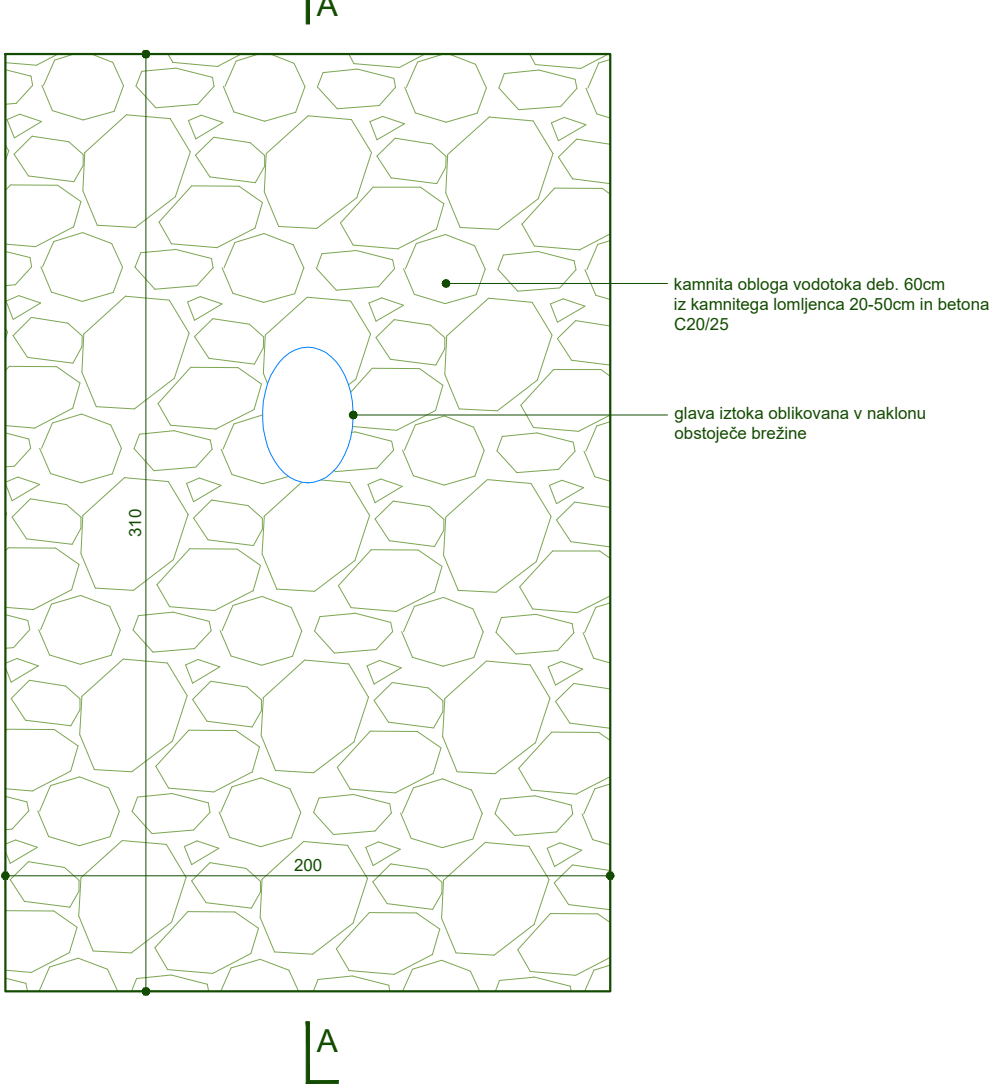 A
kamnita obloga vodotoka deb. 60cm
iz kamnitega lomljenca 20-50cm in betona
C20/25
glava iztoka oblikovana v naklonu
obstoječe brežine
310
200
A